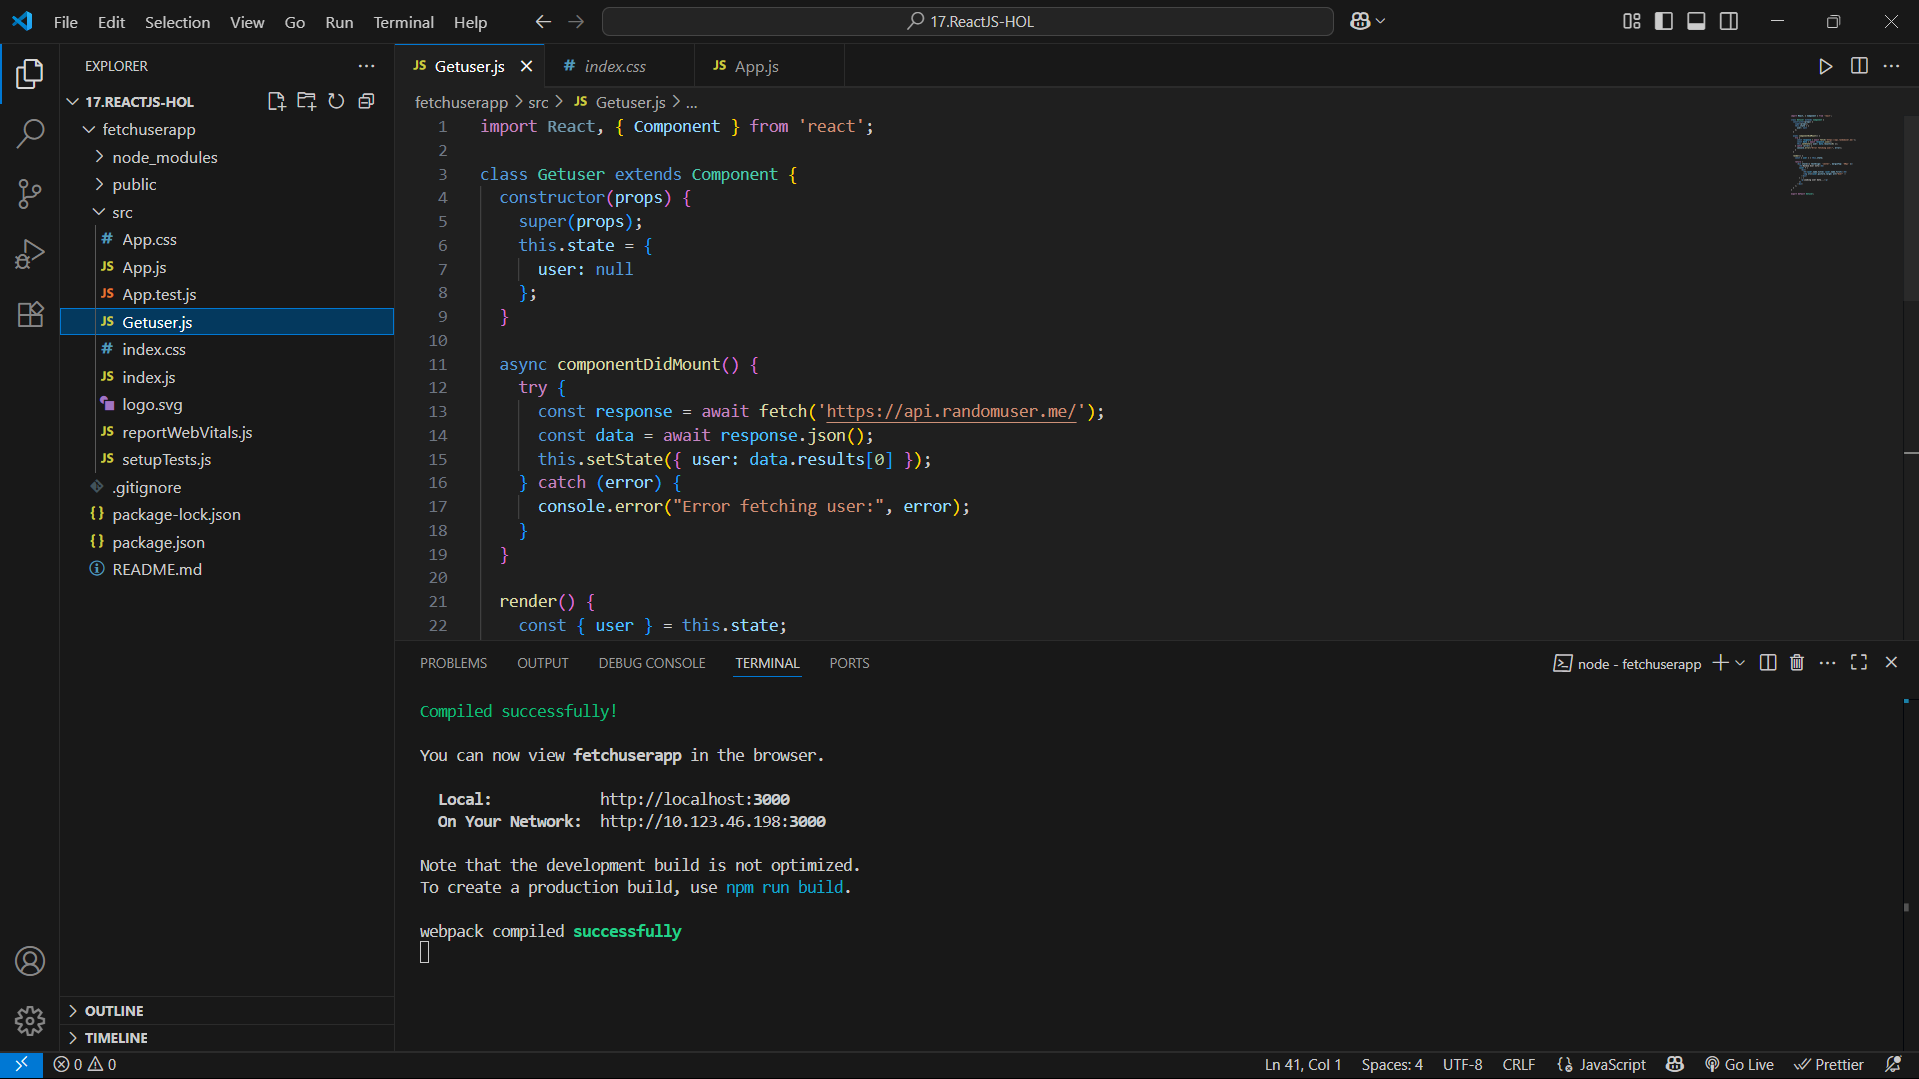 File Edit Selection View Go Run Terminal Help
17.ReactJS-HOL
EXPLORER
17.REACTJS-HOL
fetchuserapp
node_modules
public
src
# App.css
JS App.js
JS App.test.js
JS Getuser.js
# index.css
JS index.js
logo.svg
JS reportWebVitals.js
JS setupTests.js
.gitignore
{} package-lock.json
{} package.json
README.md
OUTLINE
TIMELINE
JS Getuser.js
# index.css
JS App.js
fetchuserapp > src > JS Getuser.js > ...
1 import React, { Component } from 'react';
2
3 class Getuser extends Component {
4 constructor(props) {
5 super(props);
6 this.state = {
7 user: null
8 };
9 }
10
11 async componentDidMount() {
12 try {
13 const response = await fetch('https://api.randomuser.me/');
14 const data = await response.json();
15 this.setState({ user: data.results[0] });
16 } catch (error) {
17 console.error("Error fetching user:", error);
18 }
19 }
20
21 render() {
22 const { user } = this.state;
PROBLEMS OUTPUT DEBUG CONSOLE TERMINAL PORTS
node - fetchuserapp
Compiled successfully!
You can now view fetchuserapp in the browser.
Local: http://localhost:3000
On Your Network: http://10.123.46.198:3000
Note that the development build is not optimized.
To create a production build, use npm run build.
webpack compiled successfully
0 0
Ln 41, Col 1 Spaces: 4 UTF-8 CRLF {} JavaScript Go Live Prettier